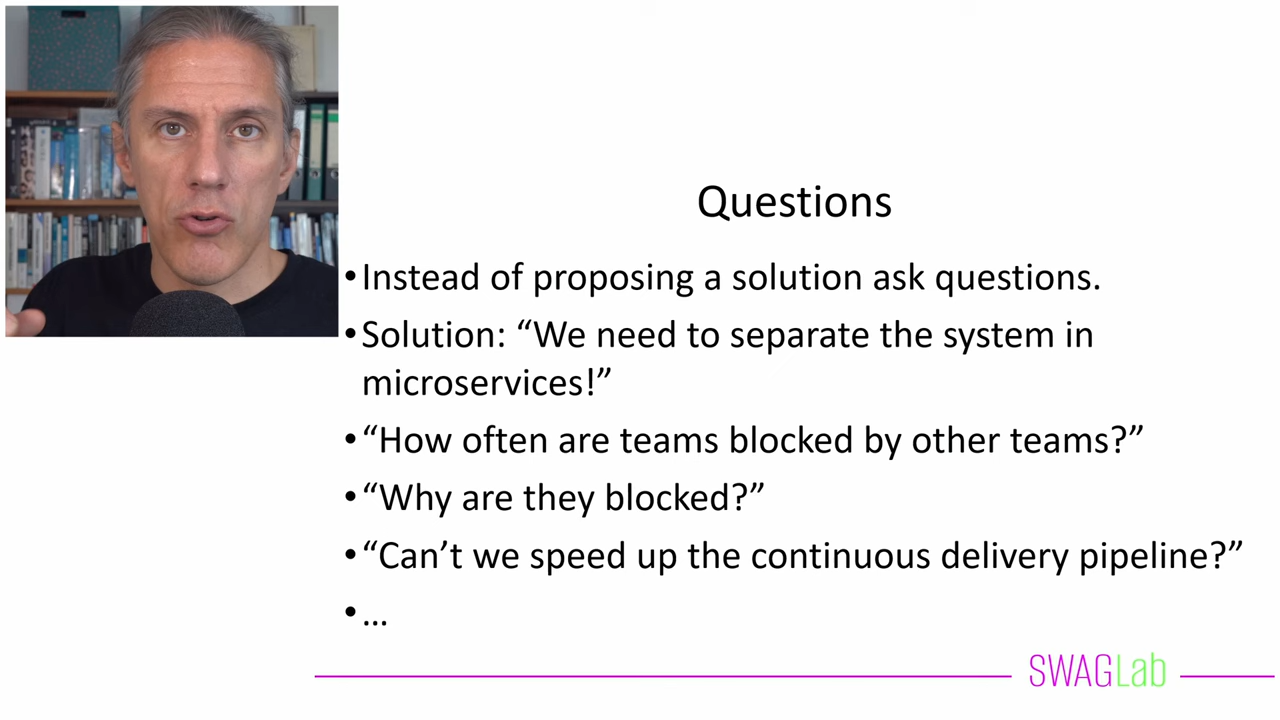 Questions
•Instead of proposing a solution ask questions.
•Solution: “We need to separate the system in
microservices!”
•“How often are teams blocked by other teams?”
•“Why are they blocked?”
•“Can’t we speed up the continuous delivery pipeline?”
•…
SWAGLab